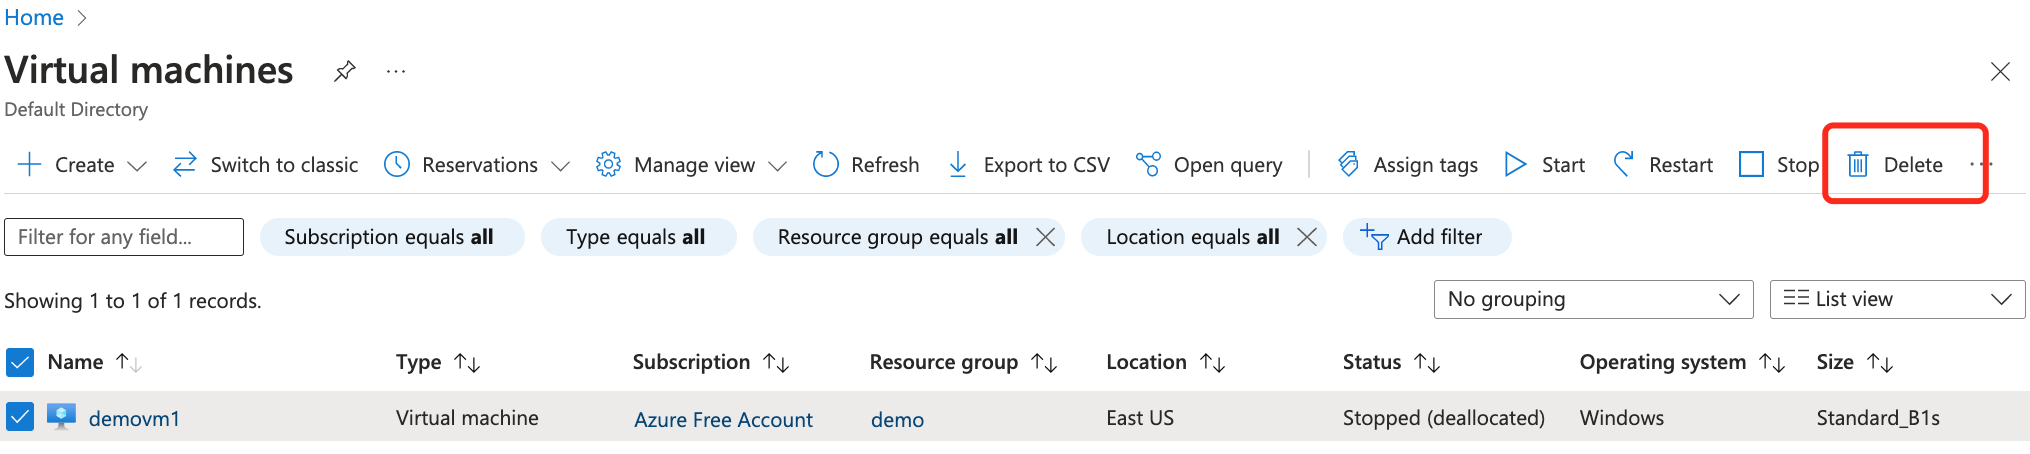 Home
Virtual machines
Default Directory
Create Switch to classic Reservations Manage view Refresh Export to CSV Open query Assign tags Start Restart Stop Delete
Filter for any field... Subscription equals all Type equals all Resource group equals all Location equals all Add filter
Showing 1 to 1 of 1 records. No grouping List view
Name Type Subscription Resource group Location Status Operating system Size
demovm1 Virtual machine Azure Free Account demo East US Stopped (deallocated) Windows Standard_B1s